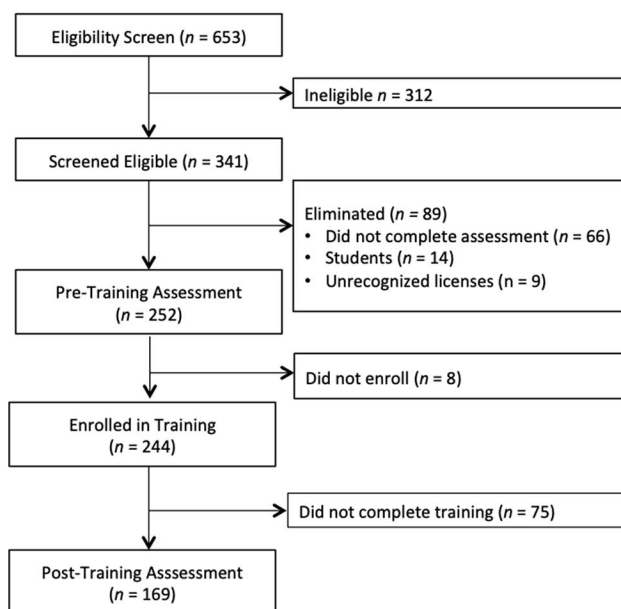 Eligibility Screen (n = 653)
Ineligible n = 312
Screened Eligible (n = 341)
Eliminated (n = 89)
• Did not complete assessment (n = 66)
• Students (n = 14)
• Unrecognized licenses (n = 9)
Pre-Training Assessment
(n = 252)
Did not enroll (n = 8)
Enrolled in Training
(n = 244)
Did not complete training (n = 75)
Post-Training Asssessment
(n = 169)